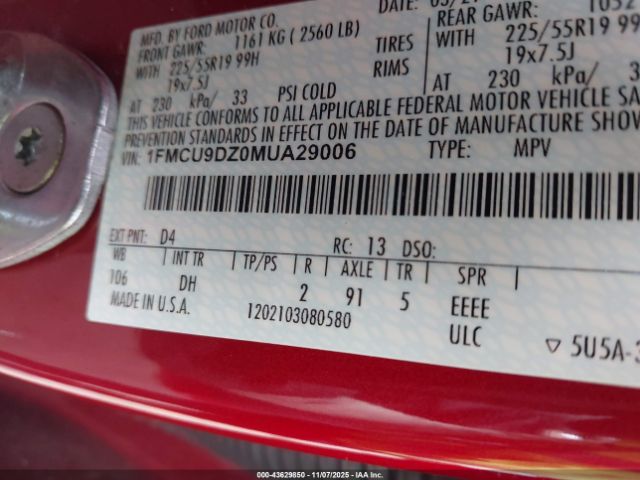 MFD. BY FORD MOTOR CO.
FRONT GAWR: 1161 KG ( 2560 LB) REAR GAWR:
WITH 225/55R19 99H TIRES WITH 225/55R19 99
19x7.5J RIMS 19x7.5J
AT 230 kPa/ 33 PSI COLD AT 230 kPa/
THIS VEHICLE CONFORMS TO ALL APPLICABLE FEDERAL MOTOR VEHICLE SA
PREVENTION STANDARDS IN EFFECT ON THE DATE OF MANUFACTURE SHOW
VIN: 1FMCU9DZ0MUA29006 TYPE: MPV
EXT PNT: D4 RC: 13 DSO:
WB INT TR TP/PS R AXLE TR SPR
106 DH 2 91 5 EEEE
MADE IN U.S.A. 1202103080580 ULC
▽ 5U5A-3
000-43629850 11/07/2025 IAA Inc.